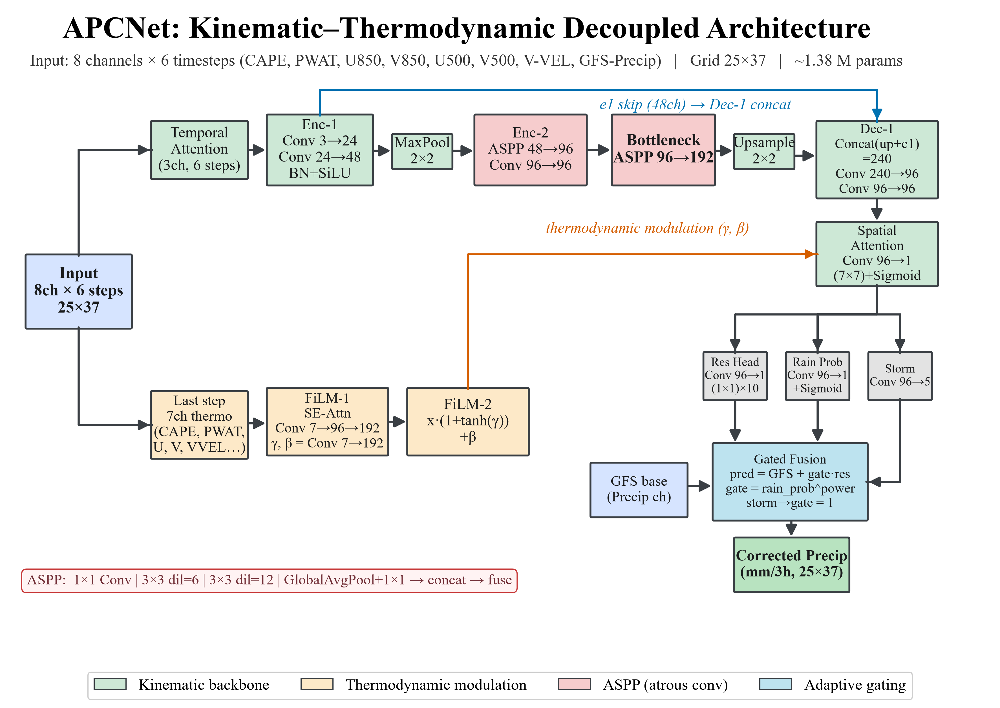 APCNet: Kinematic–Thermodynamic Decoupled Architecture
Input: 8 channels × 6 timesteps (CAPE, PWAT, U850, V850, U500, V500, V-VEL, GFS-Precip) | Grid 25×37 | ~1.38 M params
e1 skip (48ch) → Dec-1 concat
Temporal
Attention
(3ch, 6 steps)
Enc-1
Conv 3→24
Conv 24→48
BN+SiLU
MaxPool
2×2
Enc-2
ASPP 48→96
Conv 96→96
Bottleneck
ASPP 96→192
Upsample
2×2
Dec-1
Concat(up+e1)
=240
Conv 240→96
Conv 96→96
thermodynamic modulation (γ, β)
Spatial
Attention
Conv 96→1
(7×7)+Sigmoid
Input
8ch × 6 steps
25×37
Res Head
Conv 96→1
(1×1)×10
Rain Prob
Conv 96→1
+Sigmoid
Storm
Conv 96→5
Last step
7ch thermo
(CAPE, PWAT,
U, V, VVEL…)
FiLM-1
SE-Attn
Conv 7→96→192
γ, β = Conv 7→192
FiLM-2
x·(1+tanh(γ))
+β
GFS base
(Precip ch)
Gated Fusion
pred = GFS + gate·res
gate = rain_prob^power
storm→gate = 1
Corrected Precip
(mm/3h, 25×37)
ASPP: 1×1 Conv | 3×3 dil=6 | 3×3 dil=12 | GlobalAvgPool+1×1 → concat → fuse
Kinematic backbone
Thermodynamic modulation
ASPP (atrous conv)
Adaptive gating